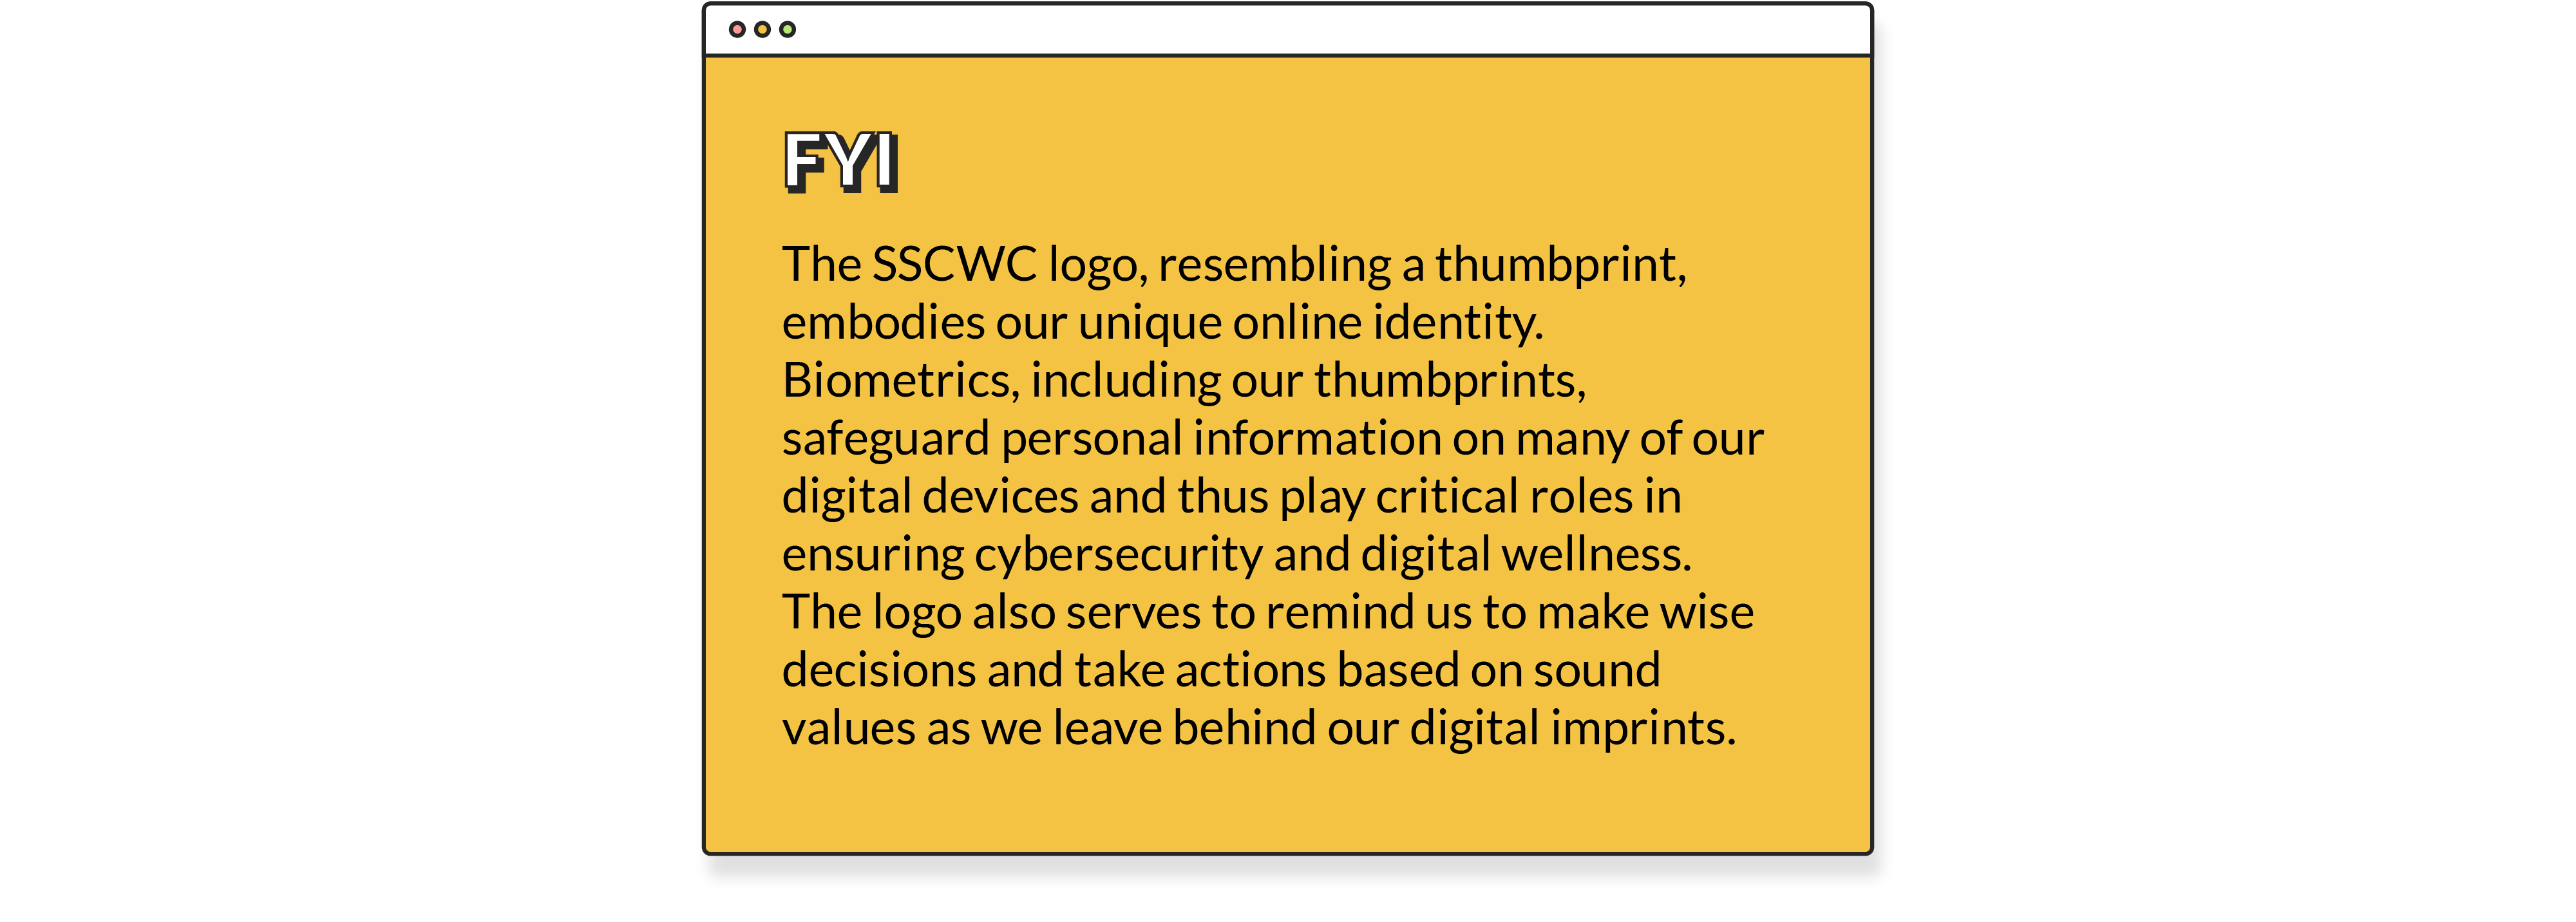 FYI
The SSCWC logo, resembling a thumbprint,
embodies our unique online identity.
Biometrics, including our thumbprints,
safeguard personal information on many of our
digital devices and thus play critical roles in
ensuring cybersecurity and digital wellness.
The logo also serves to remind us to make wise
decisions and take actions based on sound
values as we leave behind our digital imprints.